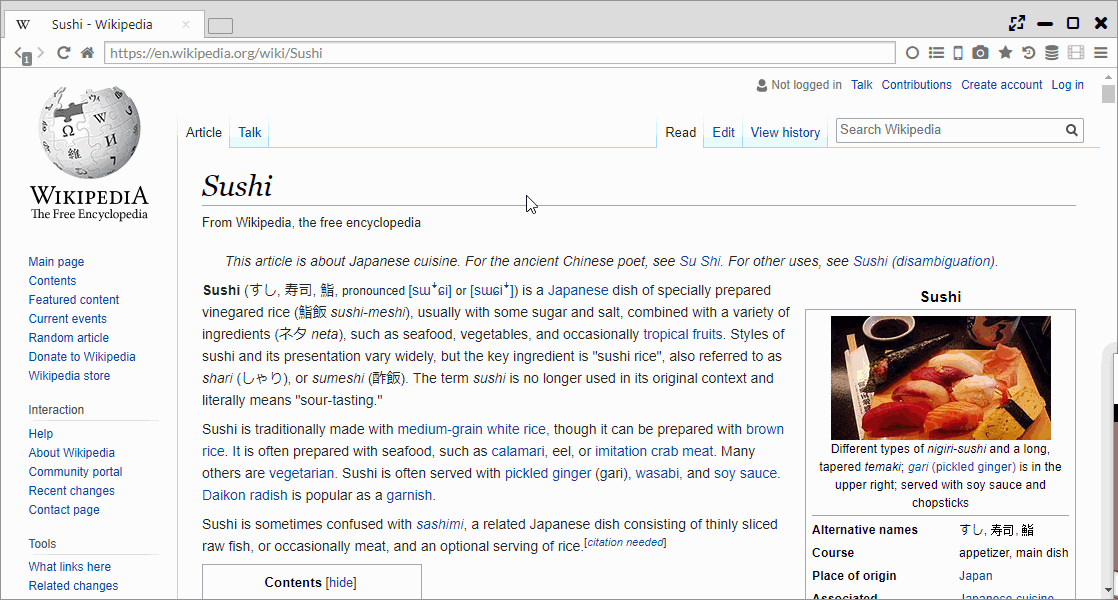 Sushi - Wikipedia
1
https://en.wikipedia.org/wiki/Sushi
Not logged in Talk Contributions Create account Log in
Article Talk Read Edit View history Search Wikipedia
WIKIPEDIA
The Free Encyclopedia
Main page
Contents
Featured content
Current events
Random article
Donate to Wikipedia
Wikipedia store
Interaction
Help
About Wikipedia
Community portal
Recent changes
Contact page
Tools
What links here
Related changes
Sushi
From Wikipedia, the free encyclopedia
This article is about Japanese cuisine. For the ancient Chinese poet, see Su Shi. For other uses, see Sushi (disambiguation).
Sushi (すし, 寿司, 鮨, pronounced [sɯꜜɕi] or [sɯɕiꜜ]) is a Japanese dish of specially prepared
vinegared rice (鮨飯 sushi-meshi), usually with some sugar and salt, combined with a variety of
ingredients (ネタ neta), such as seafood, vegetables, and occasionally tropical fruits. Styles of
sushi and its presentation vary widely, but the key ingredient is "sushi rice", also referred to as
shari (しゃり), or sumeshi (酢飯). The term sushi is no longer used in its original context and
literally means "sour-tasting."
Sushi is traditionally made with medium-grain white rice, though it can be prepared with brown
rice. It is often prepared with seafood, such as calamari, eel, or imitation crab meat. Many
others are vegetarian. Sushi is often served with pickled ginger (gari), wasabi, and soy sauce.
Daikon radish is popular as a garnish.
Sushi is sometimes confused with sashimi, a related Japanese dish consisting of thinly sliced
raw fish, or occasionally meat, and an optional serving of rice.[citation needed]
Contents [hide]
Sushi
Different types of nigiri-sushi and a long,
tapered temaki; gari (pickled ginger) is in the
upper right; served with soy sauce and
chopsticks
Alternative names すし, 寿司, 鮨
Course appetizer, main dish
Place of origin Japan
Associated Japanese cuisine